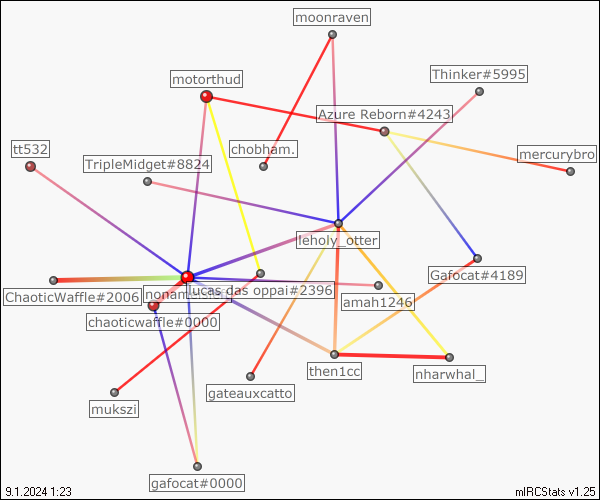 moonraven
Thinker#5995
motorthud
Azure Reborn#4243
tt532
chobham.
mercurybro
TripleMidget#8824
leholy_otter
Gafocat#4189
ChaoticWaffle#2006
lucas das oppai#2396
amah1246
chaoticwaffle#0000
then1cc
nharwhal_
gateauxcatto
mukszi
gafocat#0000
9.1.2024 1:23
mIRCStats v1.25